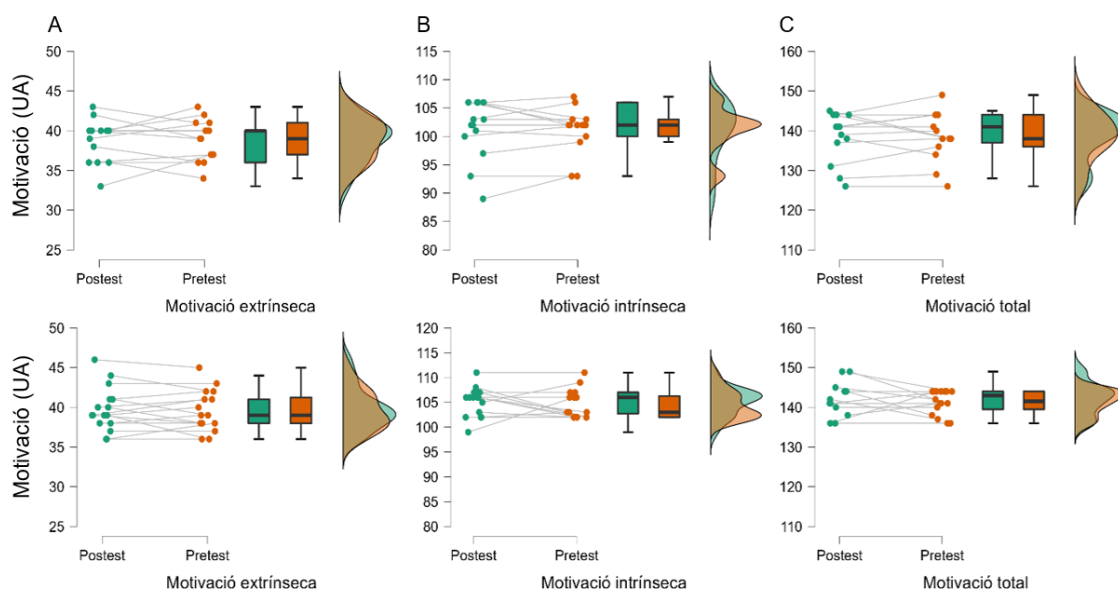 A
B
C
Motivació (UA)
50
45
40
35
30
25
Postest
Pretest
Motivació extrínseca
115
110
105
100
95
90
85
80
Postest
Pretest
Motivació intrínseca
160
150
140
130
120
110
Postest
Pretest
Motivació total
Motivació (UA)
50
45
40
35
30
25
Postest
Pretest
Motivació extrínseca
120
115
110
105
100
95
90
85
80
Postest
Pretest
Motivació intrínseca
160
150
140
130
120
110
Postest
Pretest
Motivació total